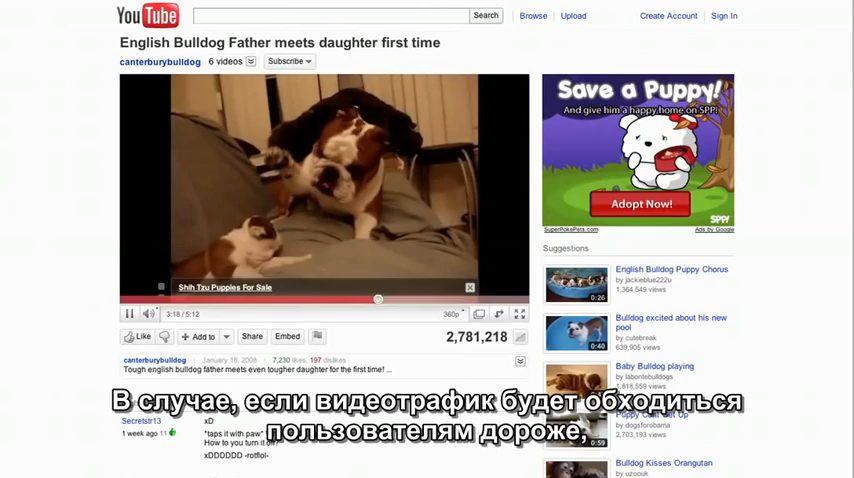 YouTube
Search
Browse
Upload
Create Account
Sign In
English Bulldog Father meets daughter first time
canterburybulldog
6 videos
Subscribe
Save a Puppy!
And give him a happy home on SPP!
Adopt Now!
SPP!
SuperPokePets.com
Ads by Google
Shih Tzu Puppies For Sale
3:18 / 5:12
360p
Like
Add to
Share
Embed
2,781,218
canterburybulldog
January 18, 2008
7,230 likes, 197 dislikes
Tough english bulldog father meets even tougher daughter for the first time! ...
Suggestions
English Bulldog Puppy Chorus
by jackieblue222u
1,364,549 views
0:26
Bulldog excited about his new
pool
by cutebreak
639,905 views
0:40
Baby Bulldog playing
by labontebulldogs
1,818,559 views
Puppy Can't Get Up
by dogsforobama
2,703,193 views
0:59
Bulldog Kisses Orangutan
by uzoouk
Secretstr13
1 week ago 11
xD
*taps it with paw*
How to you turn it off?
xDDDDDD -rotflol-
В случае, если видеотрафик будет обходиться
пользователям дороже,